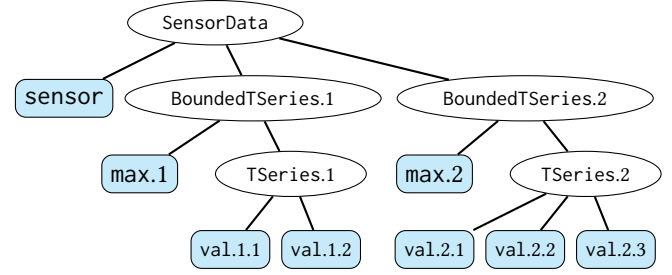 SensorData
sensor BoundedTSeries.1 BoundedTSeries.2
max.1 TSeries.1 max.2 TSeries.2
val.1.1 val.1.2 val.2.1 val.2.2 val.2.3